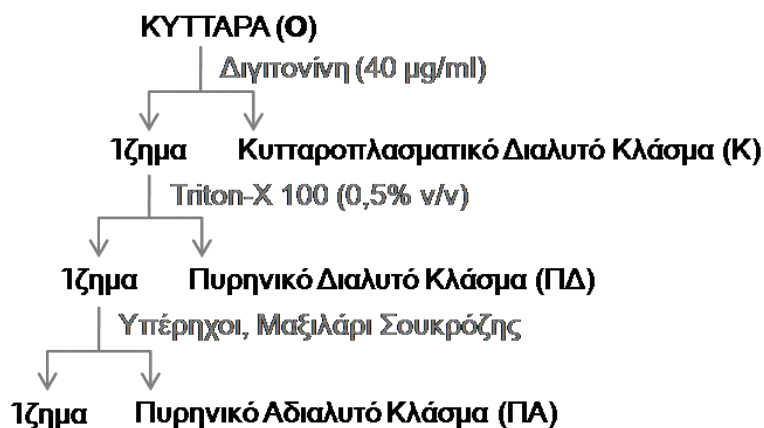 ΚΥΤΤΑΡΑ (Ο)
Διγιτονίνη (40 μg/ml)
Ίζημα Κυτταροπλασματικό Διαλυτό Κλάσμα (Κ)
Triton-X 100 (0,5% v/v)
Ίζημα Πυρηνικό Διαλυτό Κλάσμα (ΠΔ)
Υπέρηχοι, Μαξιλάρι Σουκρόζης
Ίζημα Πυρηνικό Αδιαλυτό Κλάσμα (ΠΑ)